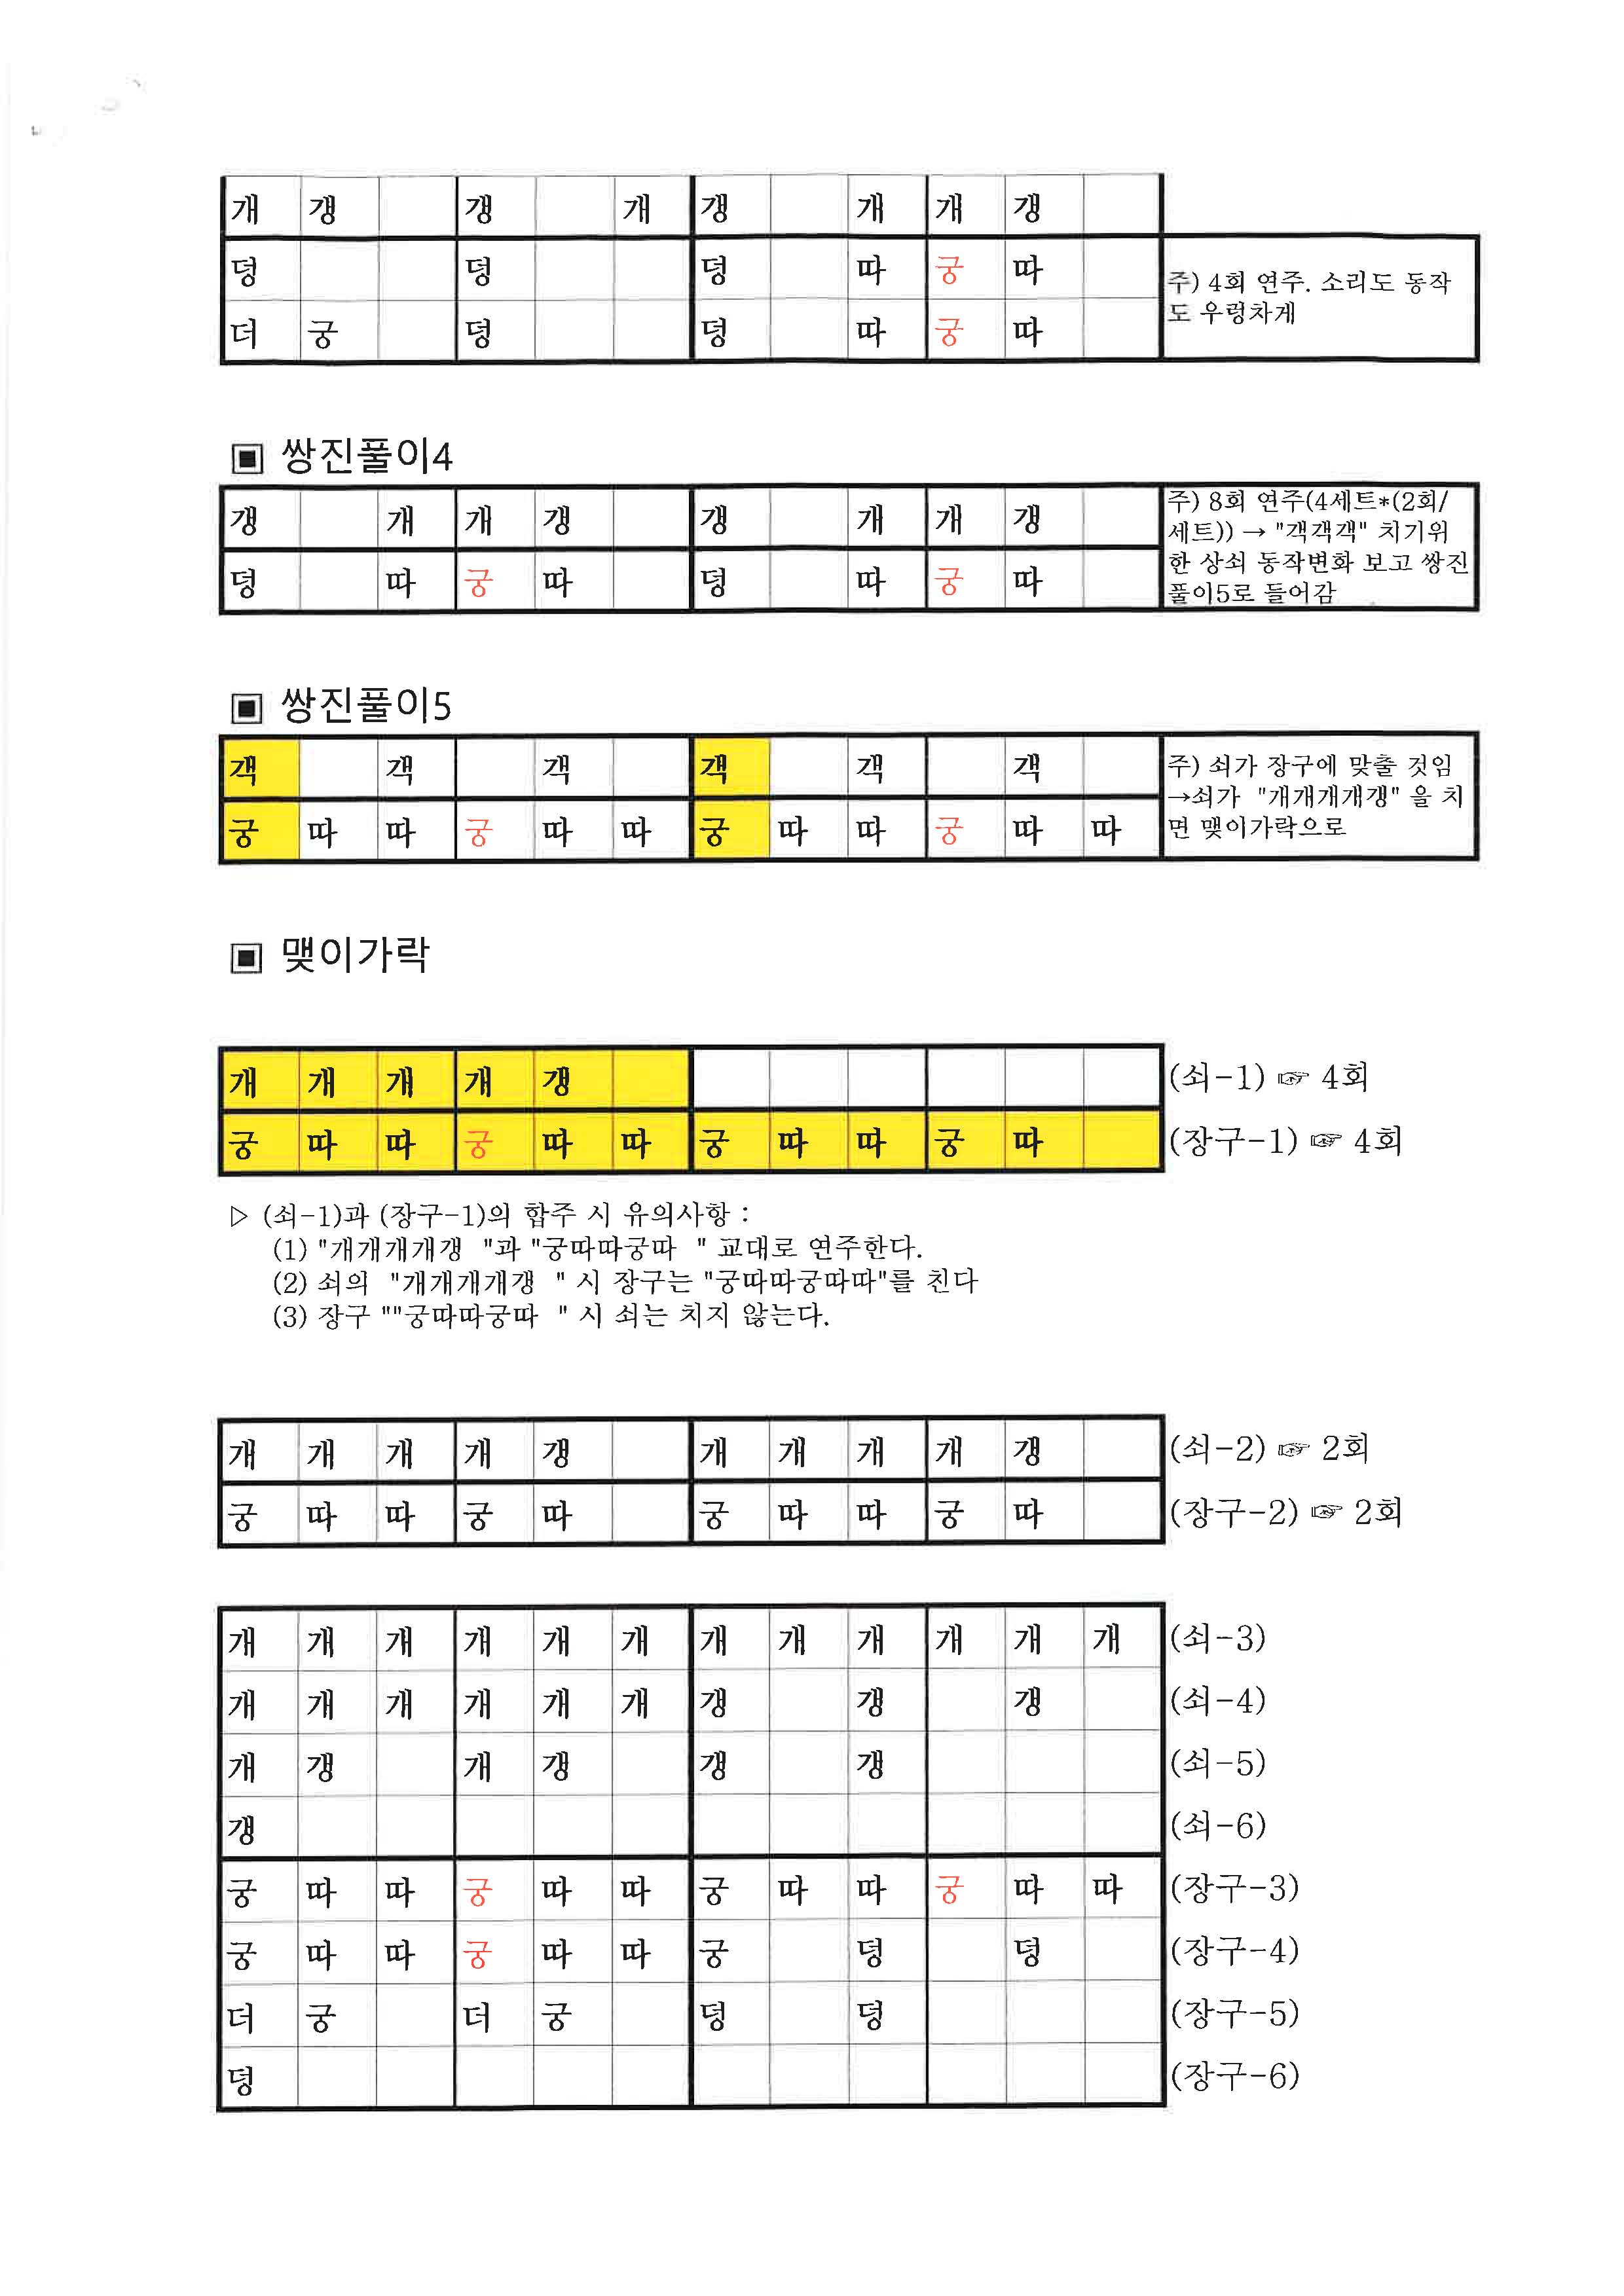 개 갱 갱 개 갱 개 개 갱
덩 덩 덩 따 궁 따
더 궁 덩 덩 따 궁 따
주) 4회 연주. 소리도 동작
도 우렁차게
▣ 쌍진풀이4
갱 개 개 갱 갱 개 개 갱
덩 따 궁 따 덩 따 궁 따
주) 8회 연주(4세트*(2회/
세트)) → "객객객" 치기위
한 상쇠 동작변화 보고 쌍진
풀이5로 들어감
▣ 쌍진풀이5
객 객 객 객 객 객
궁 따 따 궁 따 따 궁 따 따 궁 따 따
주) 쇠가 장구에 맞출 것임
→쇠가 "개개개개갱" 을 치
면 맺이가락으로
▣ 맺이가락
개 개 개 개 갱 (쇠-1) ☞ 4회
궁 따 따 궁 따 따 궁 따 따 궁 따 (장구-1) ☞ 4회
▷ (쇠-1)과 (장구-1)의 합주 시 유의사항 :
(1) "개개개개갱 "과 "궁따따궁따 " 교대로 연주한다.
(2) 쇠의 "개개개개갱 " 시 장구는 "궁따따궁따따"를 친다
(3) 장구 ""궁따따궁따 " 시 쇠는 치지 않는다.
개 개 개 개 갱 개 개 개 개 갱 (쇠-2) ☞ 2회
궁 따 따 궁 따 궁 따 따 궁 따 (장구-2) ☞ 2회
개 개 개 개 개 개 개 개 개 개 개 개 (쇠-3)
개 개 개 개 개 개 갱 갱 갱 (쇠-4)
개 갱 개 갱 갱 갱 (쇠-5)
갱 (쇠-6)
궁 따 따 궁 따 따 궁 따 따 궁 따 따 (장구-3)
궁 따 따 궁 따 따 궁 덩 덩 (장구-4)
더 궁 더 궁 덩 덩 (장구-5)
덩 (장구-6)